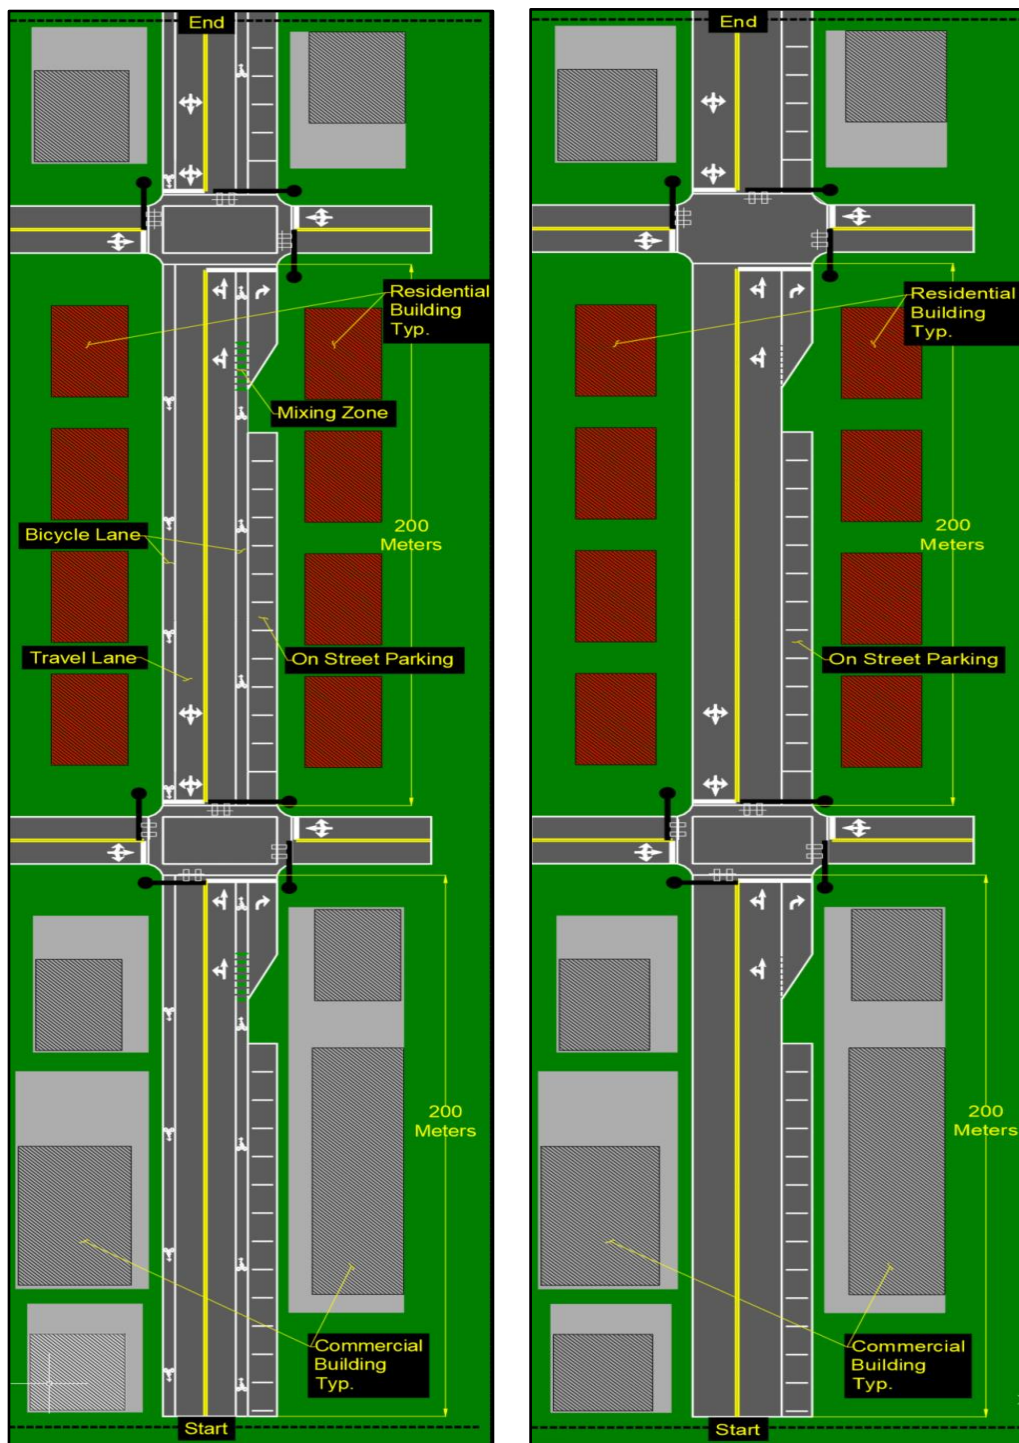 End
Residential
Building
Typ.
Mixing Zone
200
Meters
Bicycle Lane
Travel Lane
On Street Parking
200
Meters
Commercial
Building
Typ.
Start
End
Residential
Building
Typ.
200
Meters
On Street Parking
200
Meters
Commercial
Building
Typ.
Start